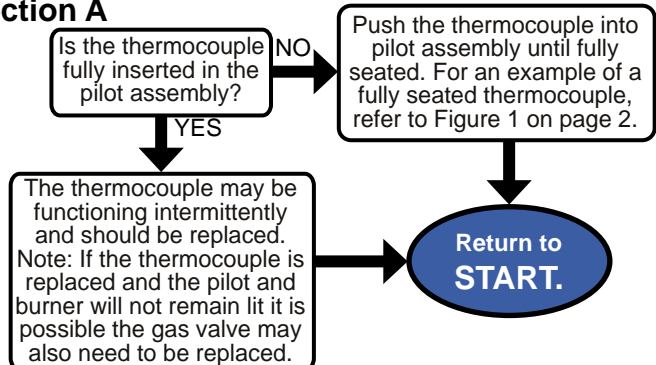 ction A
Is the thermocouple
fully inserted in the
pilot assembly?
NO
Push the thermocouple into
pilot assembly until fully
seated. For an example of a
fully seated thermocouple,
refer to Figure 1 on page 2.
YES
The thermocouple may be
functioning intermittently
and should be replaced.
Note: If the thermocouple is
replaced and the pilot and
burner will not remain lit it is
possible the gas valve may
also need to be replaced.
Return to
START.